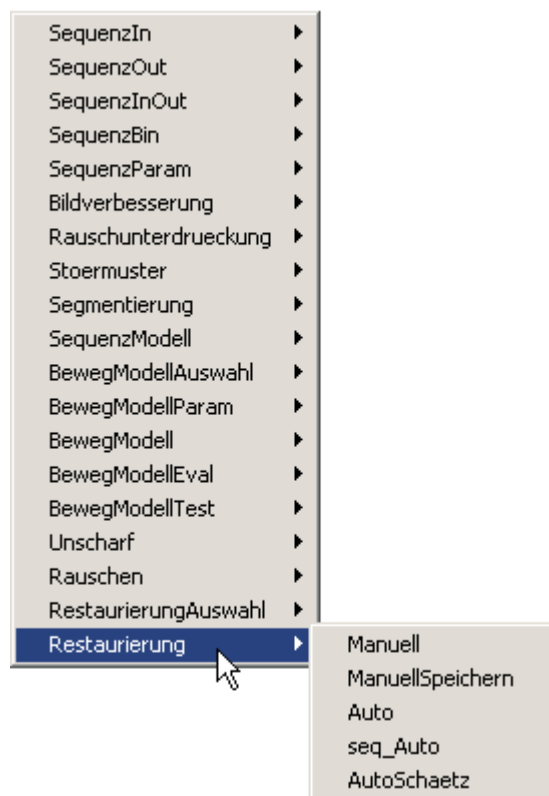 SequenzIn
SequenzOut
SequenzInOut
SequenzBin
SequenzParam
Bildverbesserung
Rauschunterdrueckung
Stoermuster
Segmentierung
SequenzModell
BewegModellAuswahl
BewegModellParam
BewegModell
BewegModellEval
BewegModellTest
Unscharf
Rauschen
RestaurierungAuswahl
Restaurierung
Manuell
ManuellSpeichern
Auto
seq_Auto
AutoSchaetz